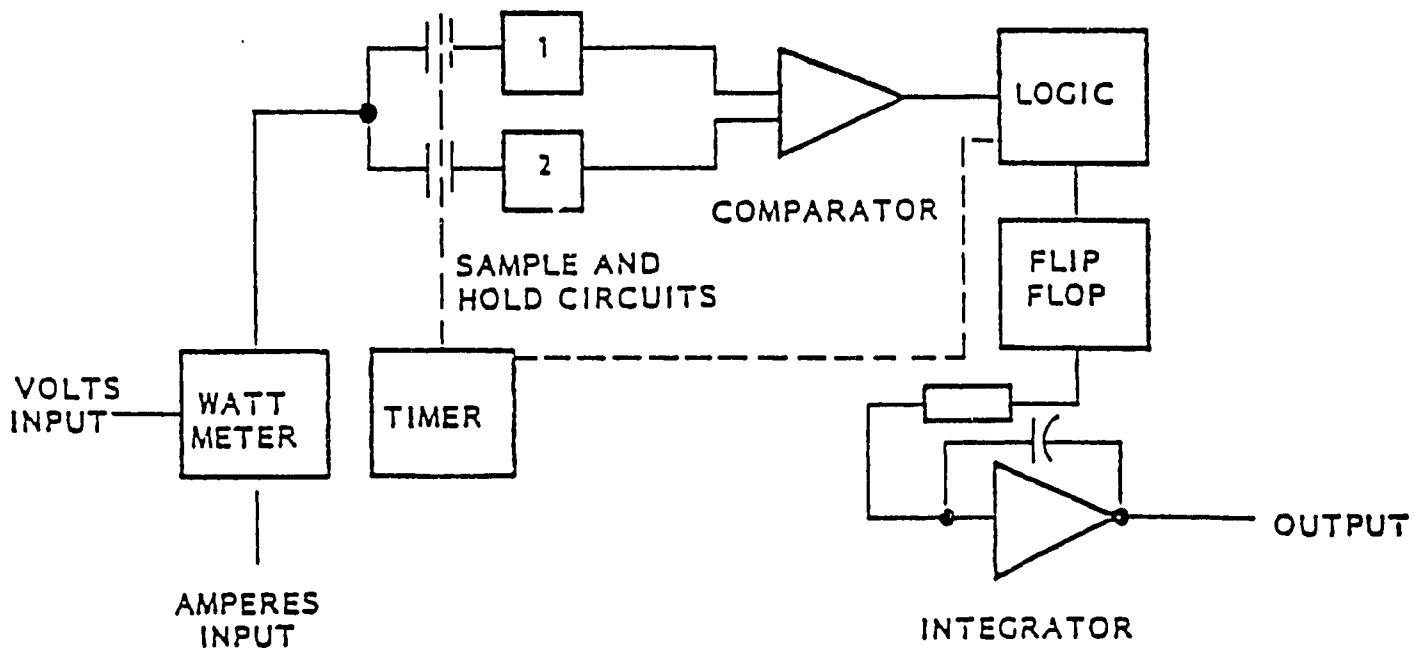 1
LOGIC
2
COMPARATOR
SAMPLE AND
HOLD CIRCUITS
FLIP
FLOP
VOLTS
INPUT
WATT
METER
TIMER
OUTPUT
AMPERES
INPUT
INTEGRATOR